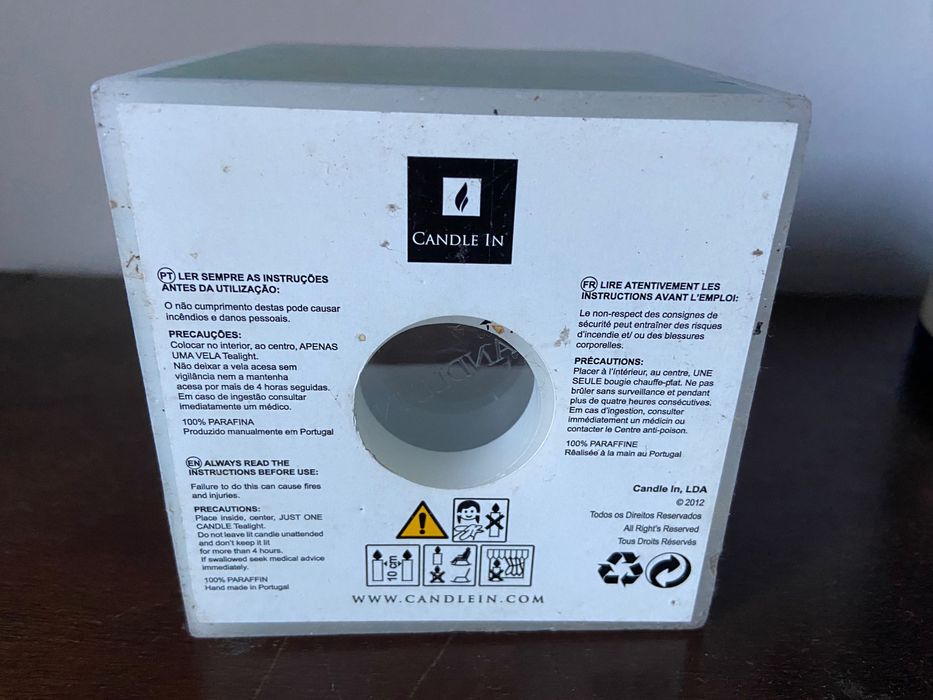 CANDLE IN
PT LER SEMPRE AS INSTRUÇÕES
ANTES DA UTILIZAÇÃO:
O não cumprimento destas pode causar
incêndios e danos pessoais.
PRECAUÇÕES:
Colocar no interior, ao centro, APENAS
UMA VELA Tealight.
Não deixar a vela acesa sem
vigilância nem a mantenha
acesa por mais de 4 horas seguidas.
Em caso de ingestão consultar
imediatamente um médico.
100% PARAFINA
Produzido manualmente em Portugal
EN ALWAYS READ THE
INSTRUCTIONS BEFORE USE:
Failure to do this can cause fires
and injuries.
PRECAUTIONS:
Place inside, center, JUST ONE
CANDLE Tealight.
Do not leave lit candle unattended
and don't keep it lit
for more than 4 hours.
If swallowed seek medical advice
immediately.
100% PARAFFIN
Hand made in Portugal
FR LIRE ATENTIVEMENT LES
INSTRUCTIONS AVANT L'EMPLOI:
Le non-respect des consignes de
sécurité peut entraîner des risques
d'incendie et/ ou des blessures
corporelles.
PRÉCAUTIONS:
Placer à l'intérieur, au centre, UNE
SEULE bougie chauffe-plat. Ne pas
brûler sans surveillance et pendant
plus de quatre heures consécutives.
Em cas d'ingestion, consulter
immédiatement un médicin ou
contacter le Centre anti-poison.
100% PARAFFINE
Réalisée à la main au Portugal
Candle In, LDA
© 2012
Todos os Direitos Reservados
All Right's Reserved
Tous Droits Révervés
10cm
WWW.CANDLEIN.COM